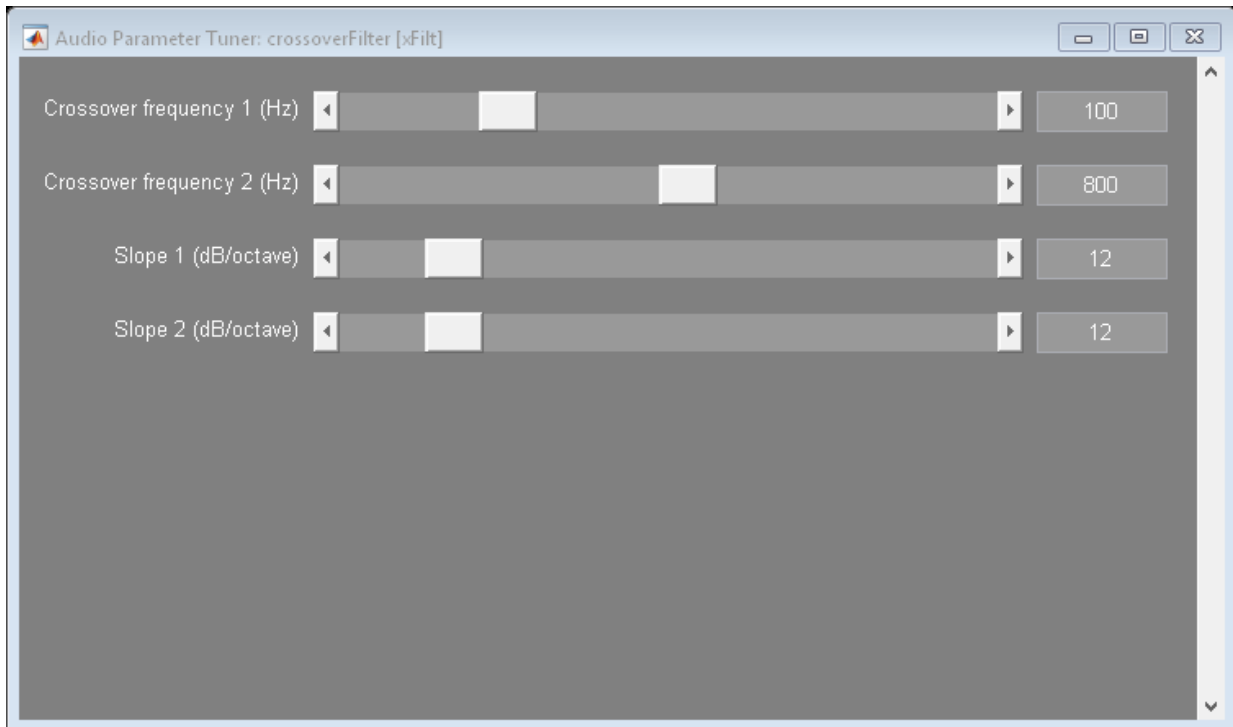 Audio Parameter Tuner: crossoverFilter [xFilt]
Crossover frequency 1 (Hz) 100
Crossover frequency 2 (Hz) 800
Slope 1 (dB/octave) 12
Slope 2 (dB/octave) 12